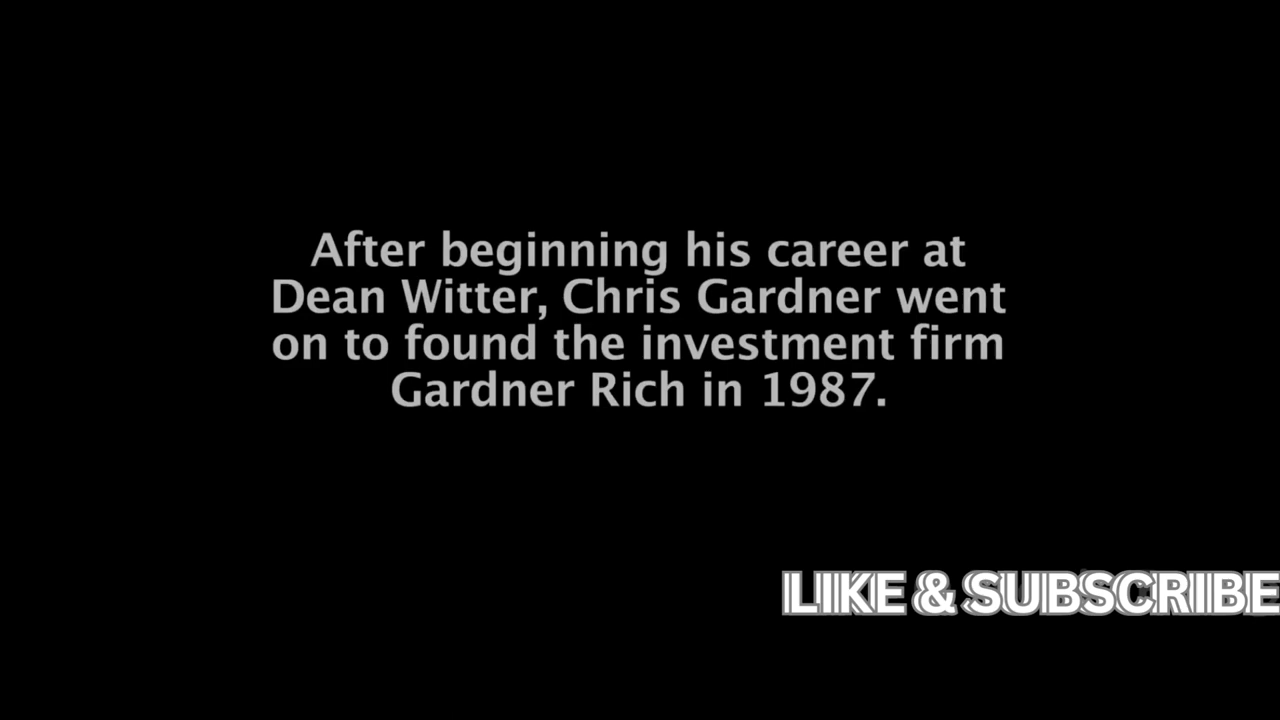 After beginning his career at
Dean Witter, Chris Gardner went
on to found the investment firm
Gardner Rich in 1987.
LIKE & SUBSCRIBE